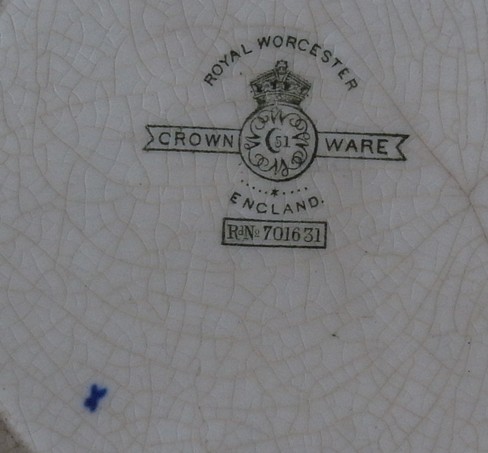 ROYAL WORCESTER
CROWN 51 WARE
ENGLAND.
RdNo 701631